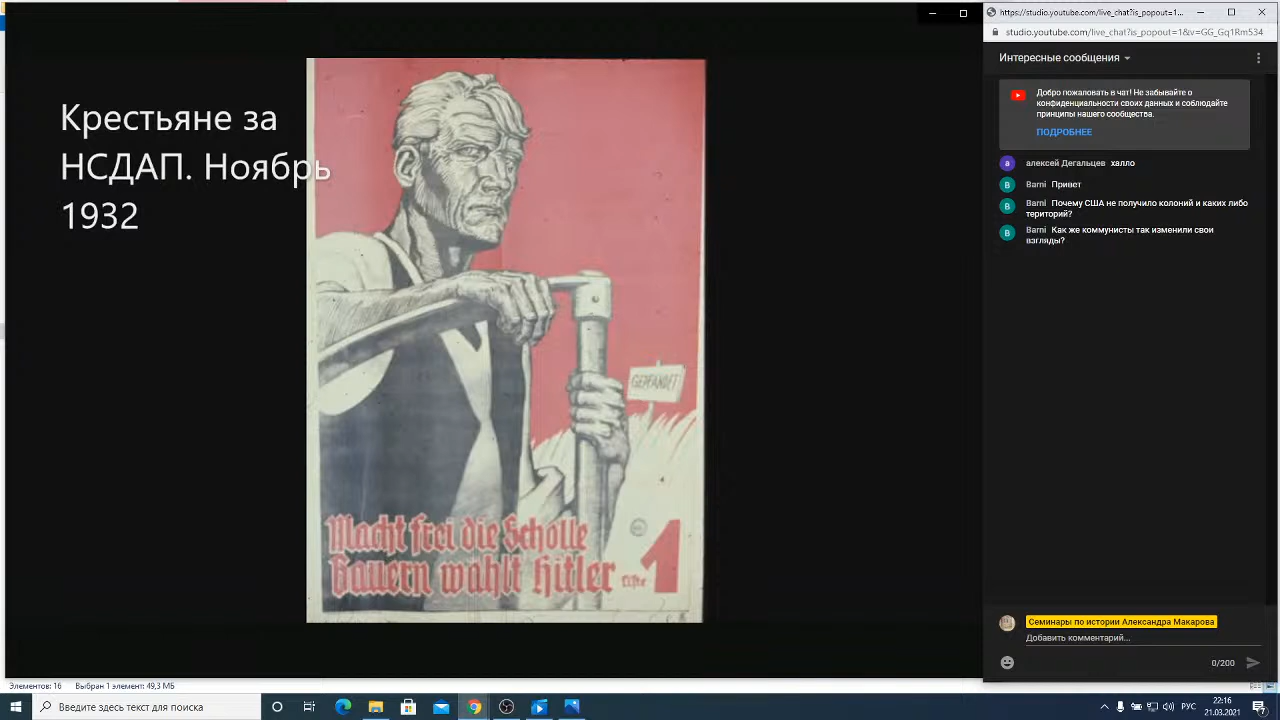 https://studio.youtube.com/live_chat?is_popout=1...
studio.youtube.com/live_chat?is_popout=1&v=GG_Gq1Rm534
Крестьяне за
НСДАП. Ноябрь
1932
GEPFÄNDET
Macht frei die Scholle
Bauern wählt Hitler Liste 1
Интересные сообщения
Добро пожаловать в чат! Не забывайте о
конфиденциальности своих данных и соблюдайте
принципы нашего сообщества.
ПОДРОБНЕЕ
а алексей Дегальцев халло
B Barni Привет
B Barni Почему США не получило колоний и каких либо
територий?
B Barni Как же коммунисты так изменили свои
взгляды?
Семинары по истории Александра Макарова
Добавить комментарий...
0/200
Элементов: 16 Выбран 1 элемент: 49,3 МБ
Введите здесь текст для поиска
РУС
22:16
21.03.2021